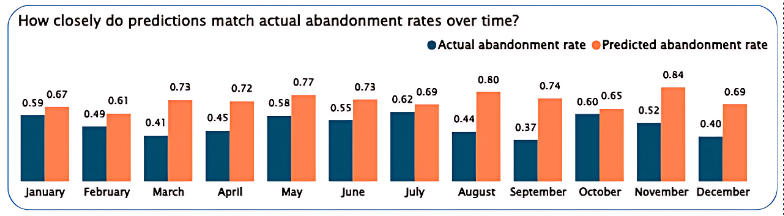 How closely do predictions match actual abandonment rates over time?
Actual abandonment rate Predicted abandonment rate
0.59 0.67 0.49 0.61 0.41 0.73 0.45 0.72 0.58 0.77 0.55 0.73 0.62 0.69 0.44 0.80 0.37 0.74 0.60 0.65 0.52 0.84 0.40 0.69
January February March April May June July August September October November December